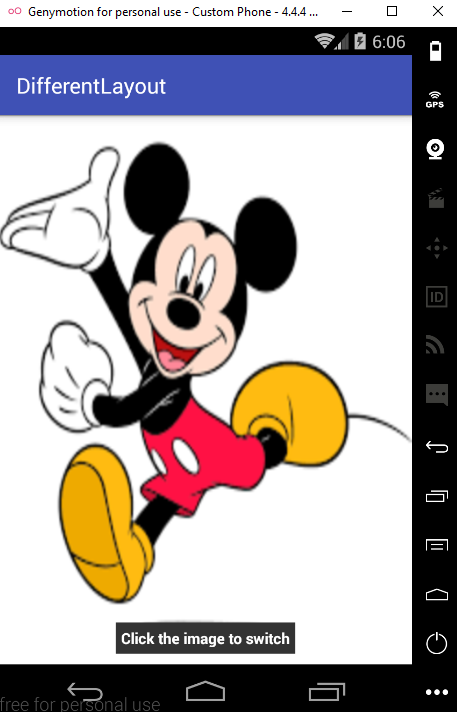 Genymotion for personal use - Custom Phone - 4.4.4 ...
6:06
DifferentLayout
GPS
ID
Click the image to switch
free for personal use